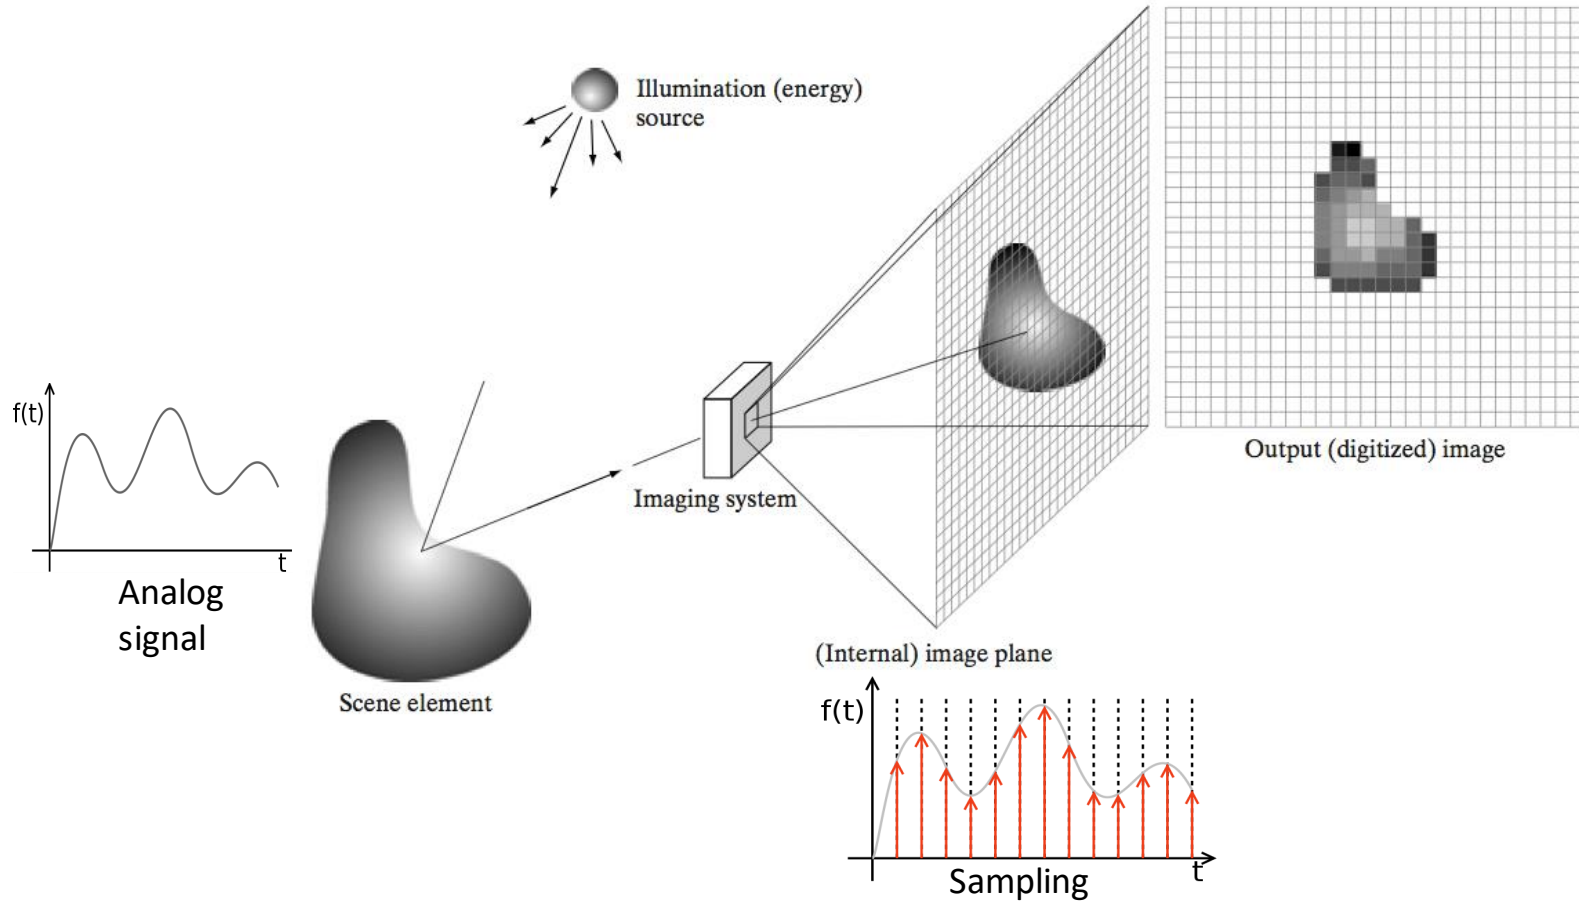 Illumination (energy)
source
f(t)
t
Analog
signal
Scene element
Imaging system
Output (digitized) image
(Internal) image plane
f(t)
t
Sampling